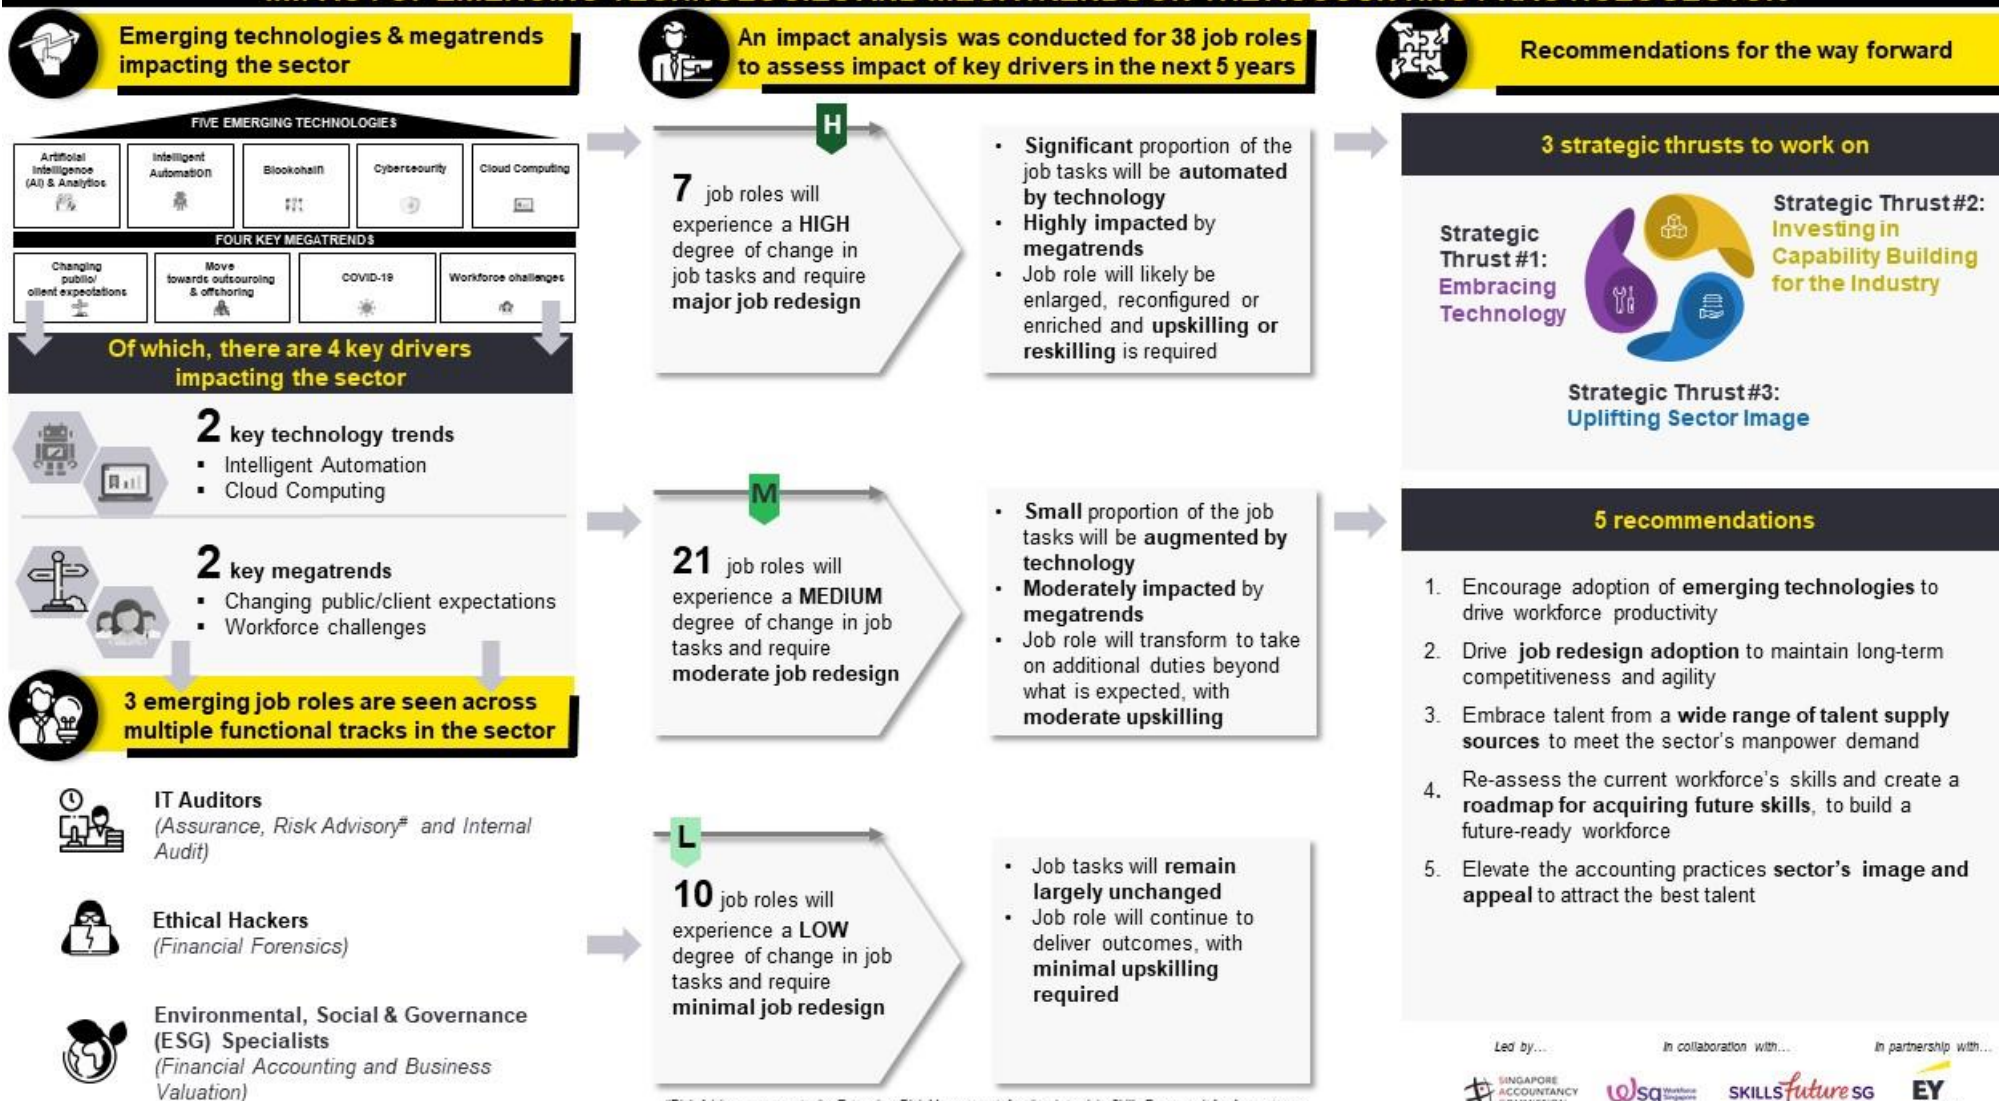 Emerging technologies & megatrends
impacting the sector
FIVE EMERGING TECHNOLOGIES
Artificial
Intelligence
(AI) & Analytics
Intelligent
Automation
Blockchain
Cybersecurity
Cloud Computing
FOUR KEY MEGATRENDS
Changing
public/
client expectations
Move
towards outsourcing
& offshoring
COVID-19
Workforce challenges
Of which, there are 4 key drivers
impacting the sector
2 key technology trends
▪ Intelligent Automation
▪ Cloud Computing
2 key megatrends
▪ Changing public/client expectations
▪ Workforce challenges
3 emerging job roles are seen across
multiple functional tracks in the sector
IT Auditors
(Assurance, Risk Advisory# and Internal
Audit)
Ethical Hackers
(Financial Forensics)
Environmental, Social & Governance
(ESG) Specialists
(Financial Accounting and Business
Valuation)
An impact analysis was conducted for 38 job roles
to assess impact of key drivers in the next 5 years
H
7 job roles will
experience a HIGH
degree of change in
job tasks and require
major job redesign
• Significant proportion of the
job tasks will be automated
by technology
• Highly impacted by
megatrends
• Job role will likely be
enlarged, reconfigured or
enriched and upskilling or
reskilling is required
M
21 job roles will
experience a MEDIUM
degree of change in job
tasks and require
moderate job redesign
• Small proportion of the job
tasks will be augmented by
technology
• Moderately impacted by
megatrends
• Job role will transform to take
on additional duties beyond
what is expected, with
moderate upskilling
L
10 job roles will
experience a LOW
degree of change in job
tasks and require
minimal job redesign
• Job tasks will remain
largely unchanged
• Job role will continue to
deliver outcomes, with
minimal upskilling
required
Recommendations for the way forward
3 strategic thrusts to work on
Strategic
Thrust #1:
Embracing
Technology
Strategic Thrust #2:
Investing in
Capability Building
for the Industry
Strategic Thrust #3:
Uplifting Sector Image
5 recommendations
1. Encourage adoption of emerging technologies to
drive workforce productivity
2. Drive job redesign adoption to maintain long-term
competitiveness and agility
3. Embrace talent from a wide range of talent supply
sources to meet the sector's manpower demand
4. Re-assess the current workforce's skills and create a
roadmap for acquiring future skills, to build a
future-ready workforce
5. Elevate the accounting practices sector's image and
appeal to attract the best talent
Led by...
In collaboration with...
In partnership with...
SINGAPORE
ACCOUNTANCY
wsg Workforce Singapore
SKILLSfuture SG
EY